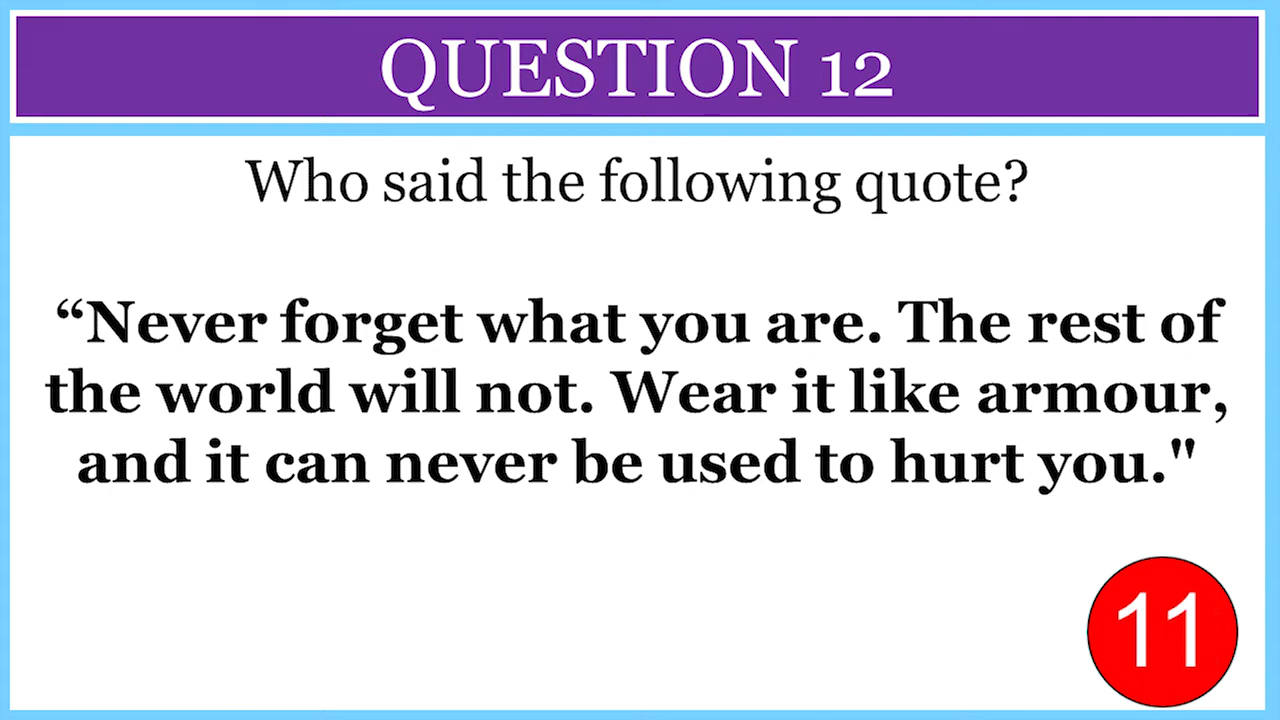 QUESTION 12
Who said the following quote?
“Never forget what you are. The rest of
the world will not. Wear it like armour,
and it can never be used to hurt you."
11